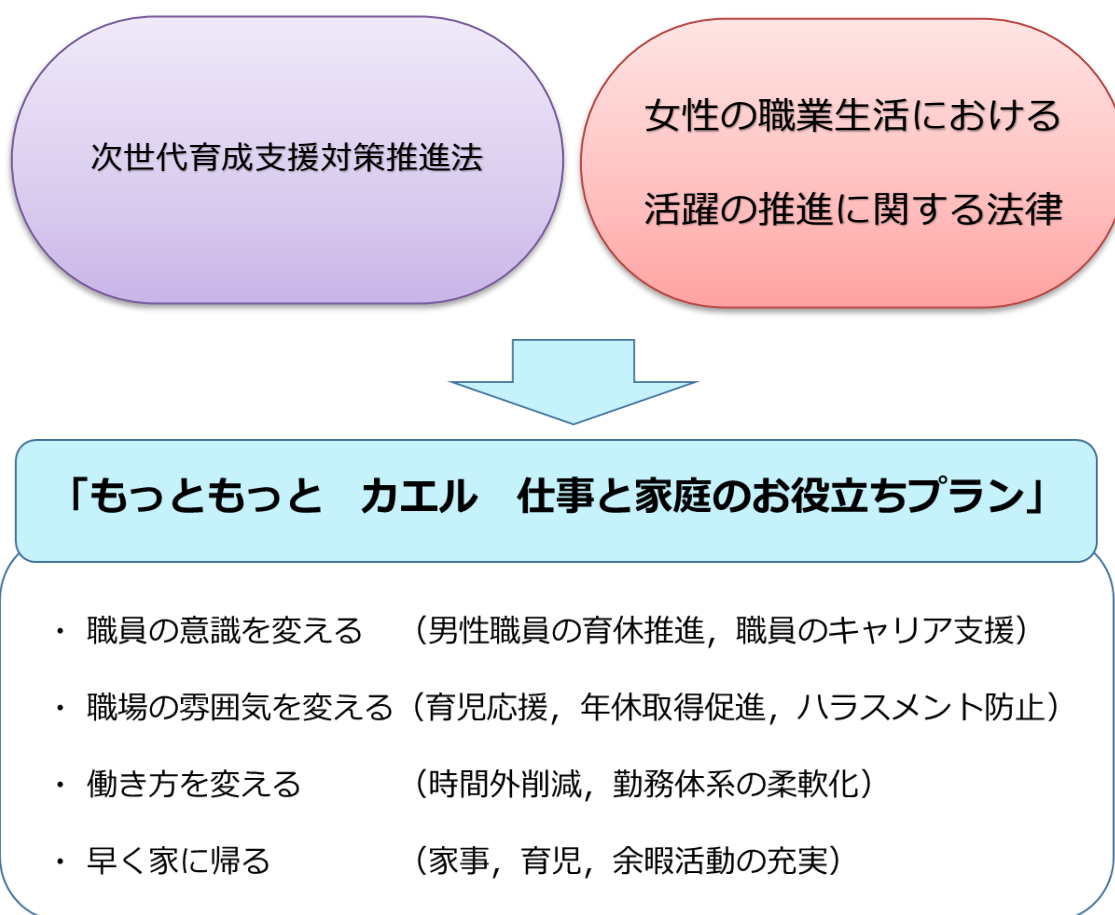 次世代育成支援対策推進法
女性の職業生活における
活躍の推進に関する法律
「もっともっと　カエル　仕事と家庭のお役立ちプラン」
・ 職員の意識を変える　（男性職員の育休推進，職員のキャリア支援）
・ 職場の雰囲気を変える（育児応援，年休取得促進，ハラスメント防止）
・ 働き方を変える　　　　（時間外削減，勤務体系の柔軟化）
・ 早く家に帰る　　　　　（家事，育児，余暇活動の充実）